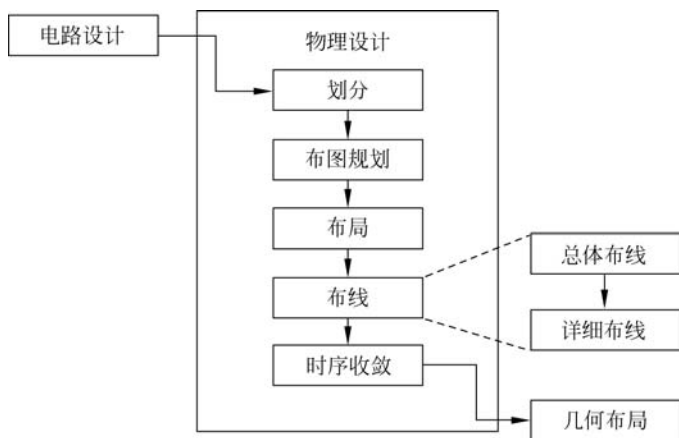 电路设计
物理设计
划分
布图规划
布局
布线
总体布线
详细布线
时序收敛
几何布局